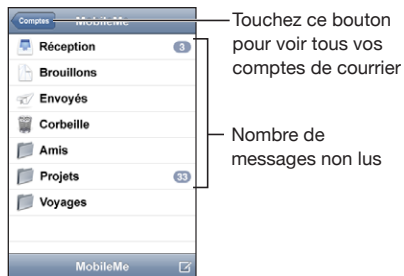 Comptes
MobileMe
Réception 3
Brouillons
Envoyés
Corbeille
Amis
Projets 33
Voyages
MobileMe
Touchez ce bouton
pour voir tous vos
comptes de courrier
Nombre de
messages non lus